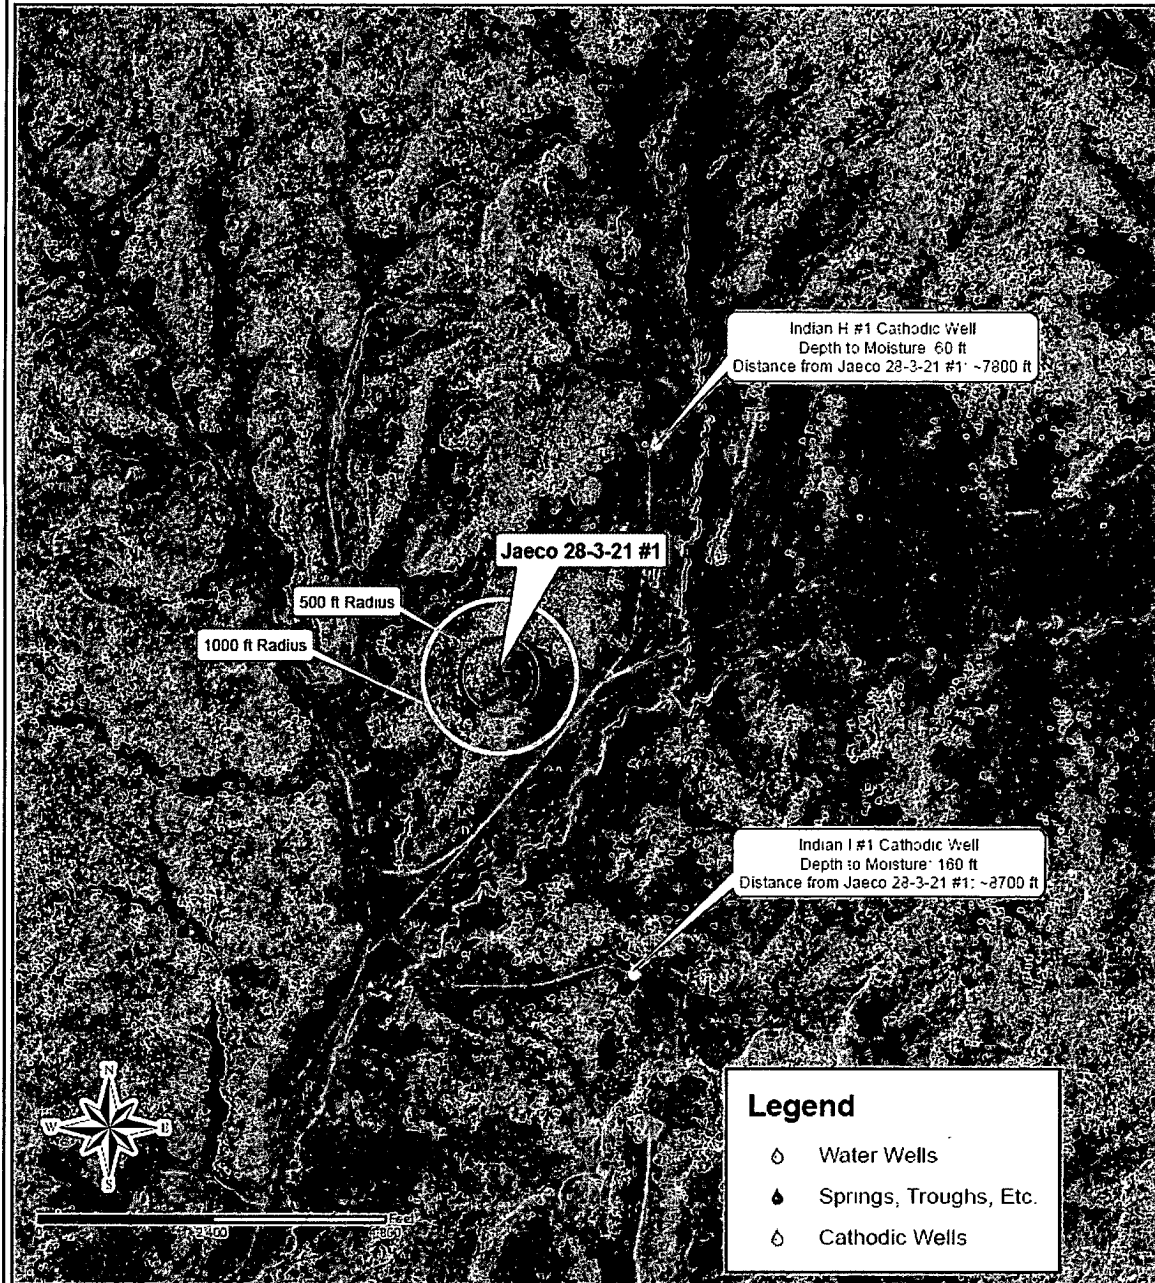 Indian H #1 Cathodic Well
Depth to Moisture: 60 ft
Distance from Jaeco 28-3-21 #1: ~7800 ft
Jaeco 28-3-21 #1
500 ft Radius
1000 ft Radius
Indian I #1 Cathodic Well
Depth to Moisture: 160 ft
Distance from Jaeco 28-3-21 #1: ~8700 ft
N
W
E
S
Feet
Legend
Water Wells
Springs, Troughs, Etc.
Cathodic Wells